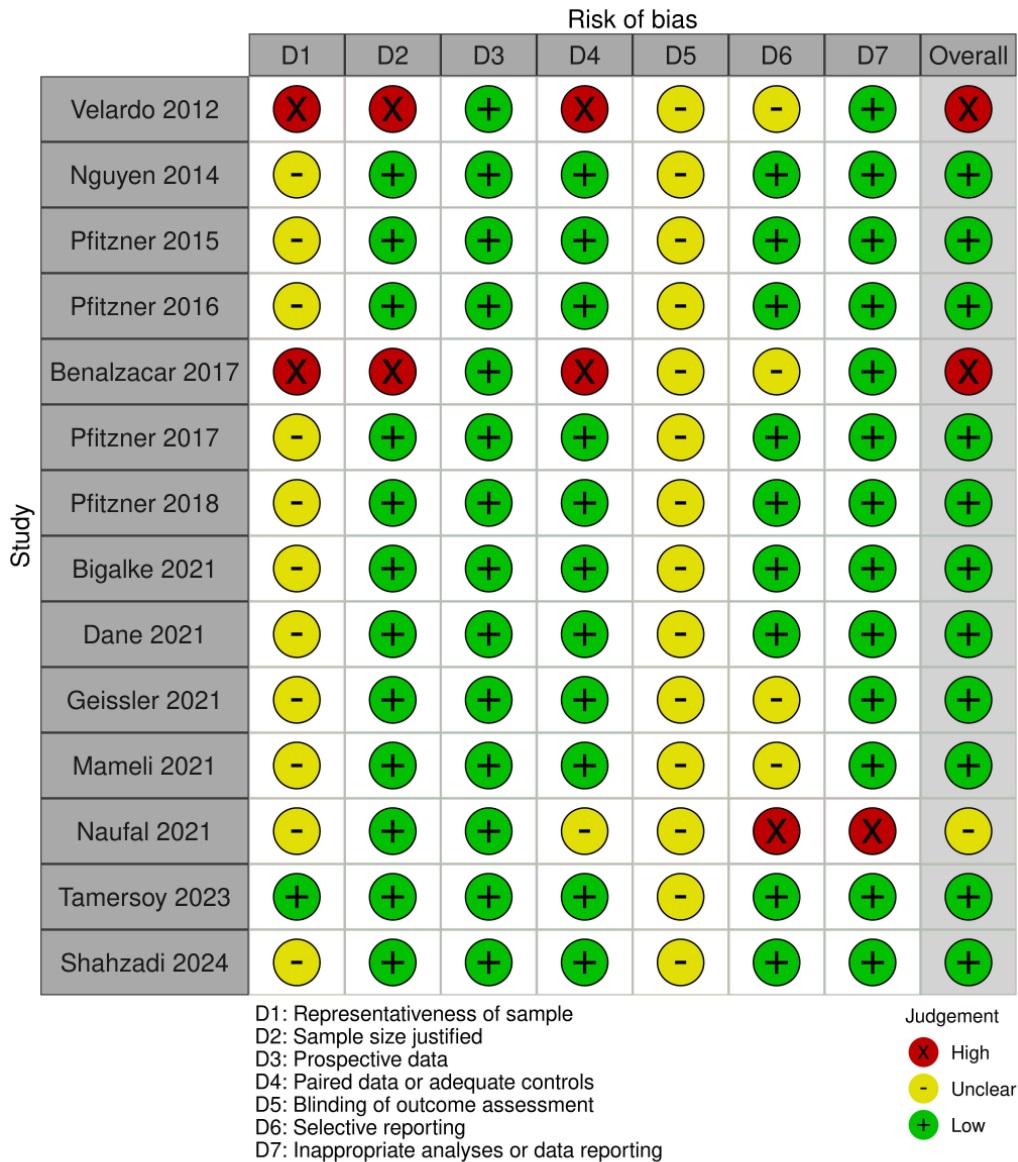 Risk of bias
D1 D2 D3 D4 D5 D6 D7 Overall
Study
Velardo 2012 X X + X - - + X
Nguyen 2014 - + + + - + + +
Pfitzner 2015 - + + + - + + +
Pfitzner 2016 - + + + - + + +
Benalzacar 2017 X X + X - - + X
Pfitzner 2017 - + + + - + + +
Pfitzner 2018 - + + + - + + +
Bigalke 2021 - + + + - + + +
Dane 2021 - + + + - + + +
Geissler 2021 - + + + - - + +
Mameli 2021 - + + + - - + +
Naufal 2021 - + + - - X X -
Tamersoy 2023 + + + + - + + +
Shahzadi 2024 - + + + - + + +
D1: Representativeness of sample
D2: Sample size justified
D3: Prospective data
D4: Paired data or adequate controls
D5: Blinding of outcome assessment
D6: Selective reporting
D7: Inappropriate analyses or data reporting
Judgement
X High
- Unclear
+ Low